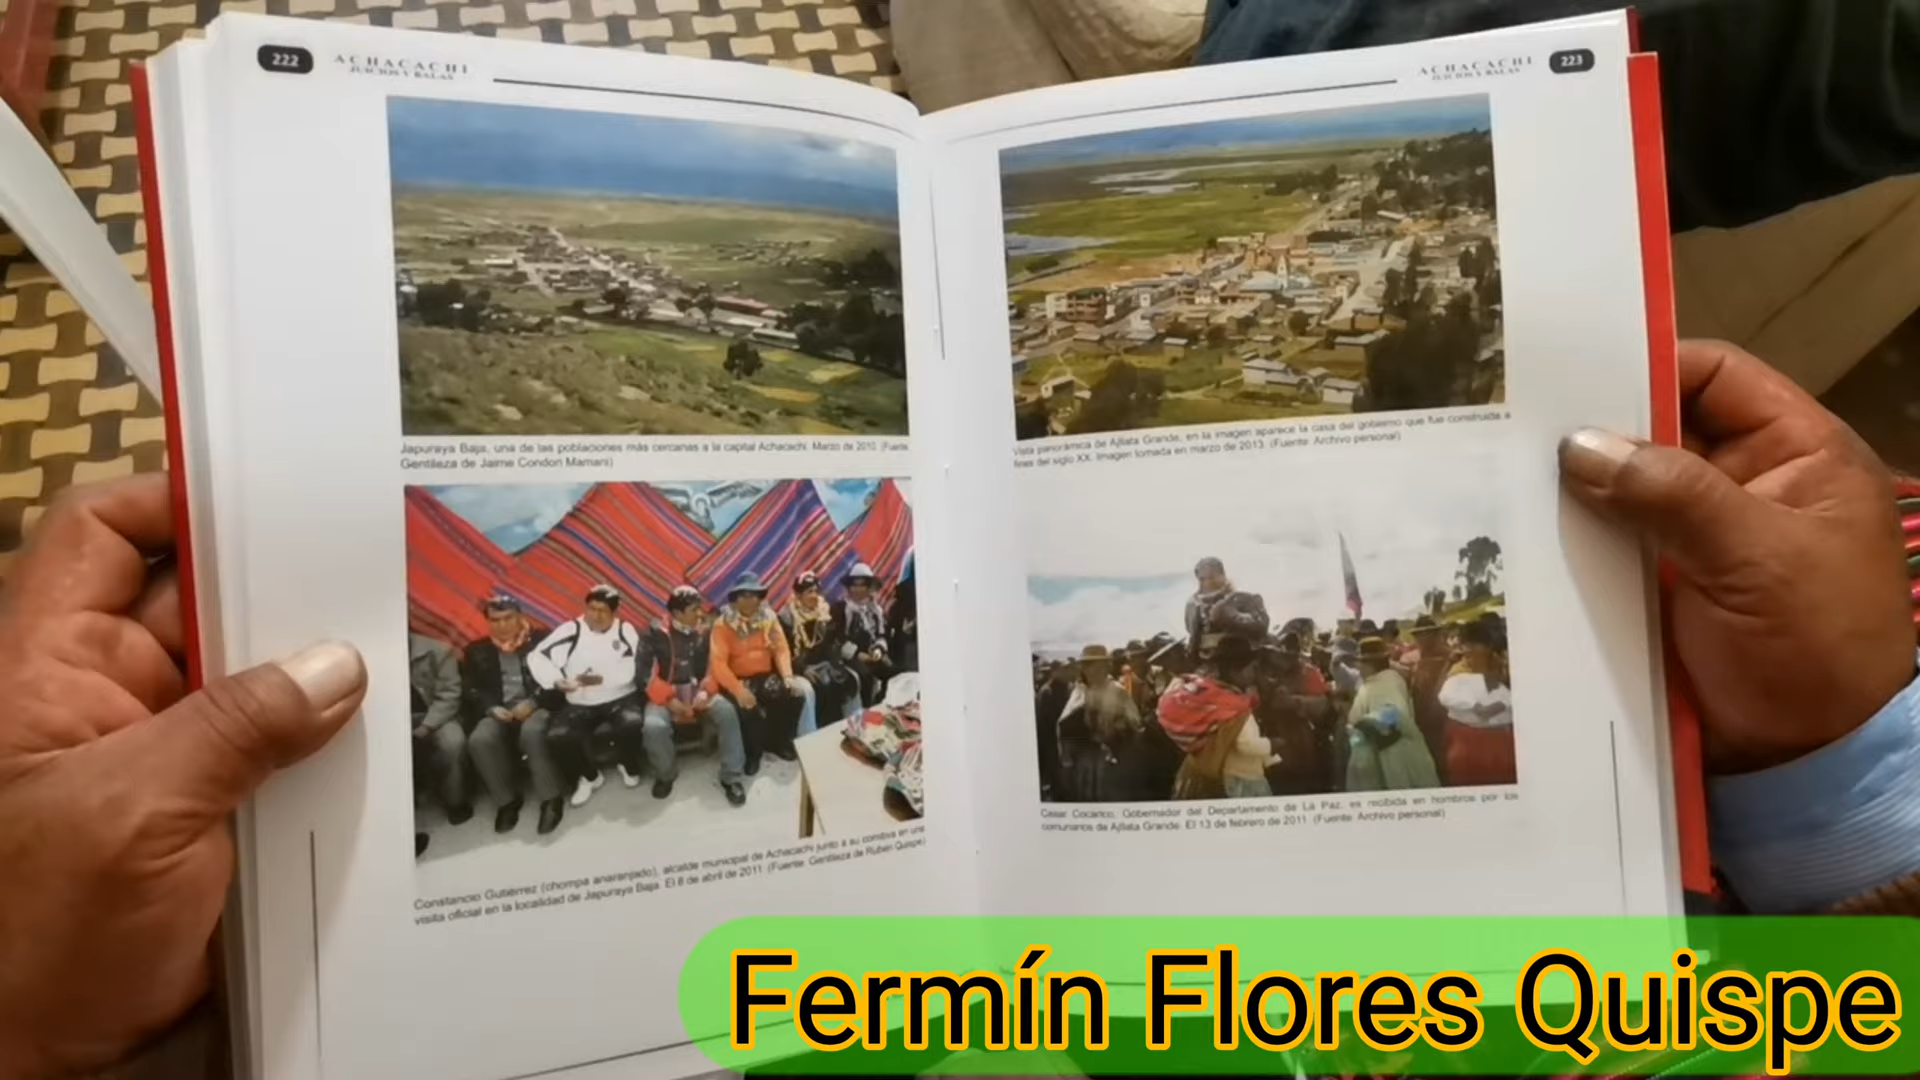 222
ACHACACHI
JUICIOS Y BALAS
Japuraya Baja, una de las poblaciones más cercanas a la capital Achacachi. Marzo de 2010. (Fuente
Gentileza de Jaime Condori Mamani)
Constancio Gutiérrez (chompa anaranjado), alcalde municipal de Achacachi junto a su comitiva en una
visita oficial en la localidad de Japuraya Baja. El 8 de abril de 2011 (Fuente: Gentileza de Rubén Quispe)
ACHACACHI
JUICIOS Y BALAS
223
Vista panorámica de Ajllata Grande, en la imagen aparece la casa del gobierno que fue construida a
fines del siglo XX. Imagen tomada en marzo de 2013. (Fuente: Archivo personal)
César Cocarico, Gobernador del Departamento de La Paz, es recibida en hombros por los
comunarios de Ajllata Grande. El 13 de febrero de 2011. (Fuente: Archivo personal)
Fermín Flores Quispe